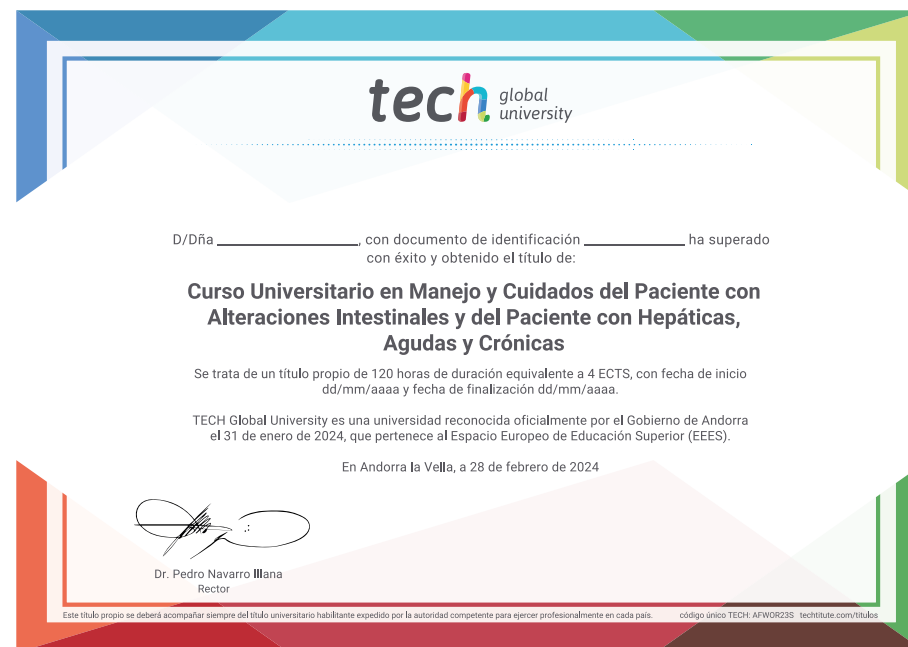 tech global
university
D/Dña ____________, con documento de identificación ____________ ha superado
con éxito y obtenido el título de:
Curso Universitario en Manejo y Cuidados del Paciente con
Alteraciones Intestinales y del Paciente con Hepáticas,
Agudas y Crónicas
Se trata de un título propio de 120 horas de duración equivalente a 4 ECTS, con fecha de inicio
dd/mm/aaaa y fecha de finalización dd/mm/aaaa.
TECH Global University es una universidad reconocida oficialmente por el Gobierno de Andorra
el 31 de enero de 2024, que pertenece al Espacio Europeo de Educación Superior (EEES).
En Andorra la Vella, a 28 de febrero de 2024
Dr. Pedro Navarro Illana
Rector
Este título propio se deberá acompañar siempre del título universitario habilitante expedido por la autoridad competente para ejercer profesionalmente en cada país. código único TECH: AFWOR23S techtitute.com/titulos